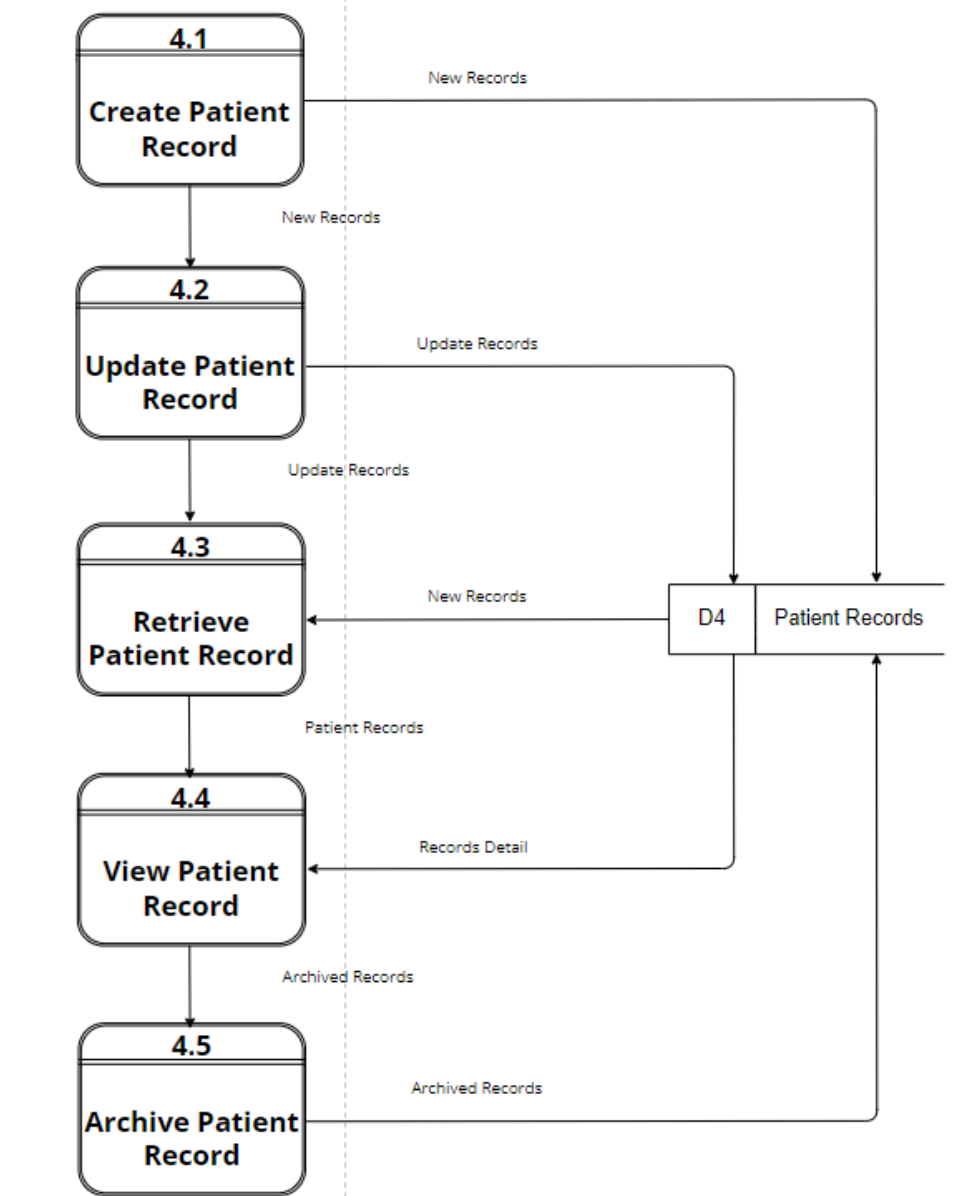 4.1
New Records
Create Patient
Record
New Records
4.2
Update Records
Update Patient
Record
Update Records
4.3
New Records
Retrieve
Patient Record
D4
Patient Records
Patient Records
4.4
Records Detail
View Patient
Record
Archived Records
4.5
Archived Records
Archive Patient
Record